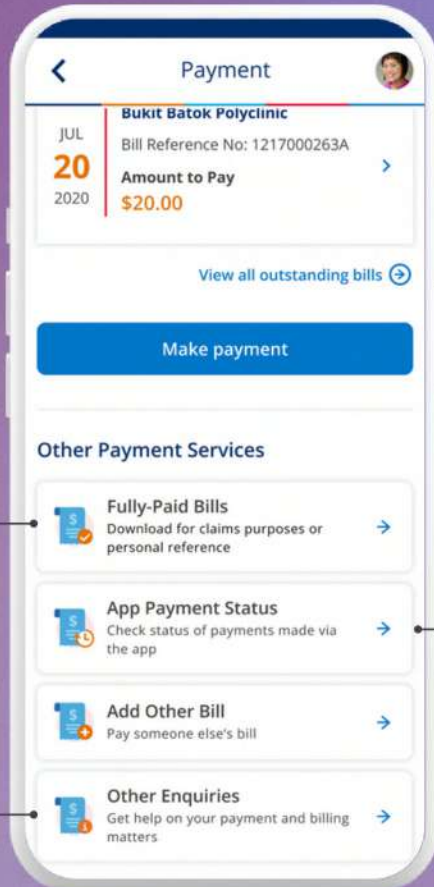 Payment
Bukit Batok Polyclinic
JUL
20
2020
Bill Reference No: 1217000263A
Amount to Pay
$20.00
View all outstanding bills
Make payment
Other Payment Services
Fully-Paid Bills
Download for claims purposes or
personal reference
App Payment Status
Check status of payments made via
the app
Add Other Bill
Pay someone else's bill
Other Enquiries
Get help on your payment and billing
matters